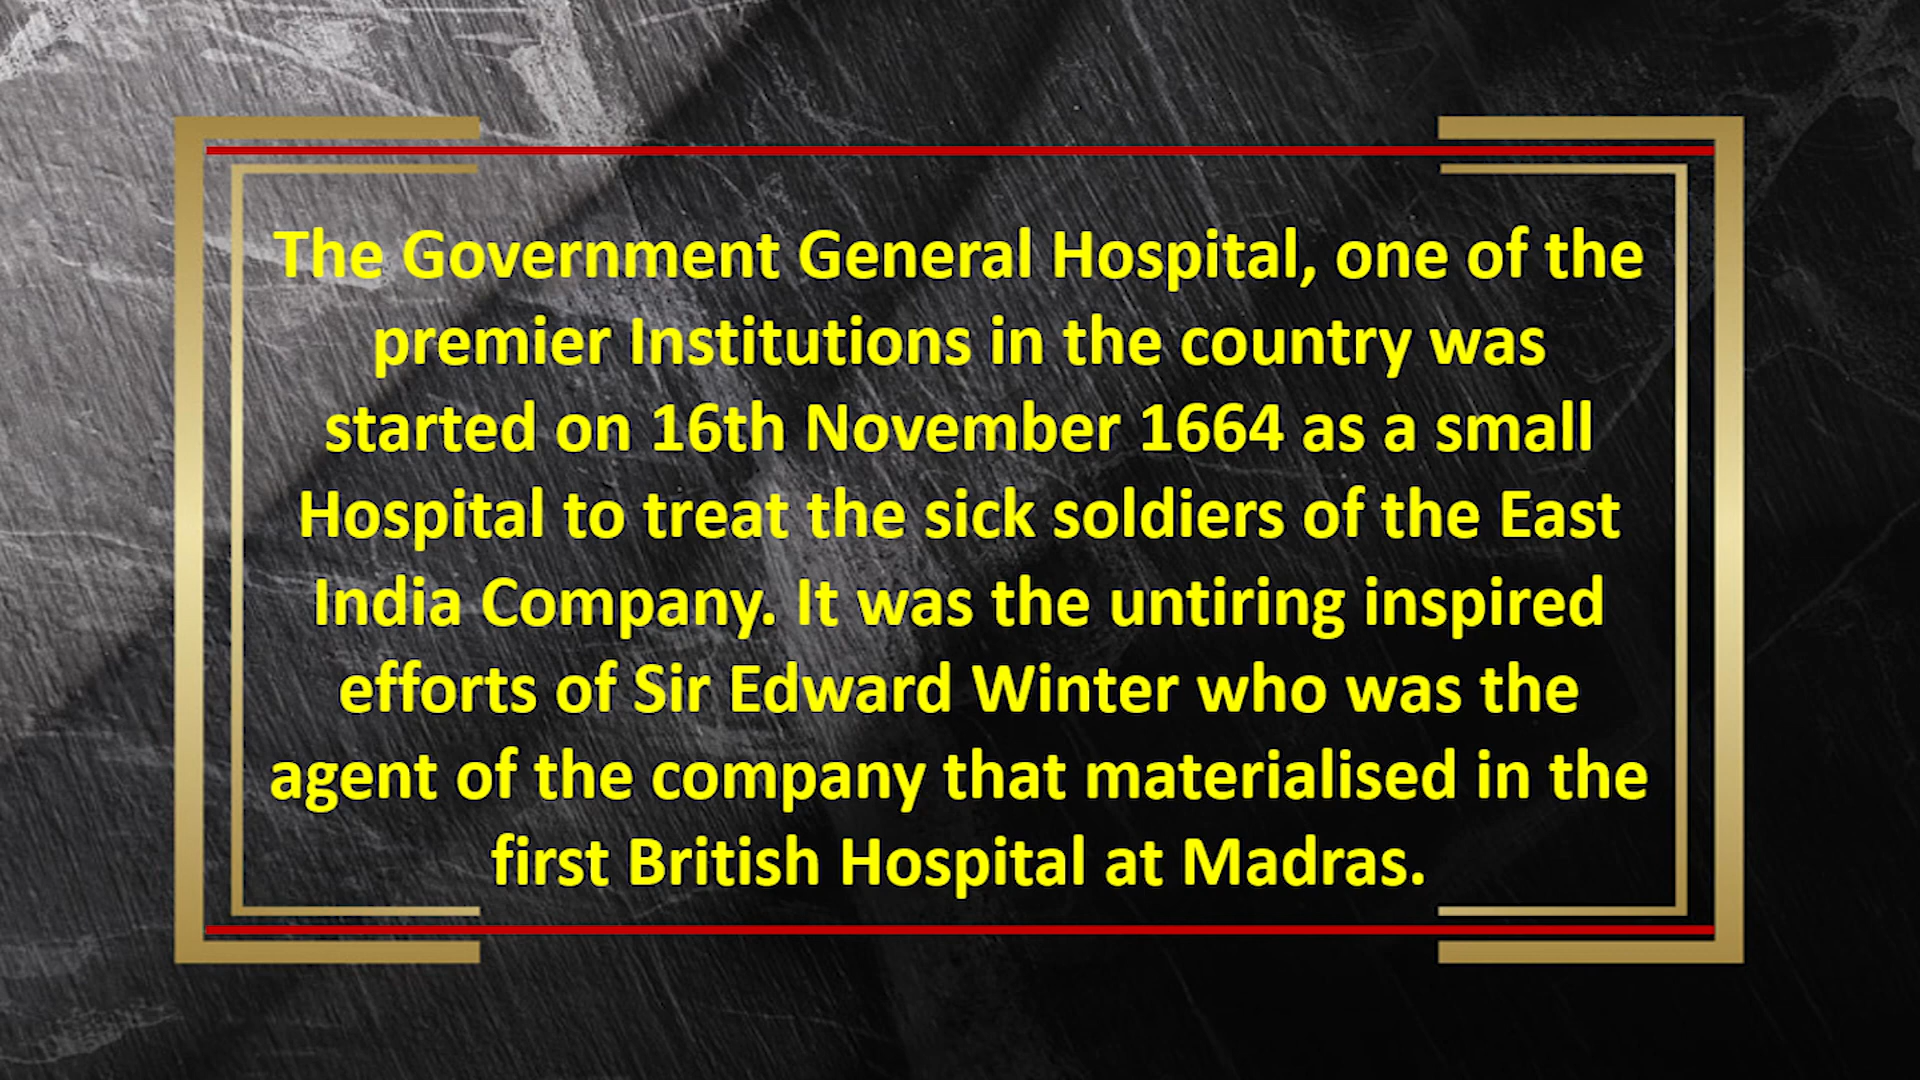 The Government General Hospital, one of the
premier Institutions in the country was
started on 16th November 1664 as a small
Hospital to treat the sick soldiers of the East
India Company. It was the untiring inspired
efforts of Sir Edward Winter who was the
agent of the company that materialised in the
first British Hospital at Madras.